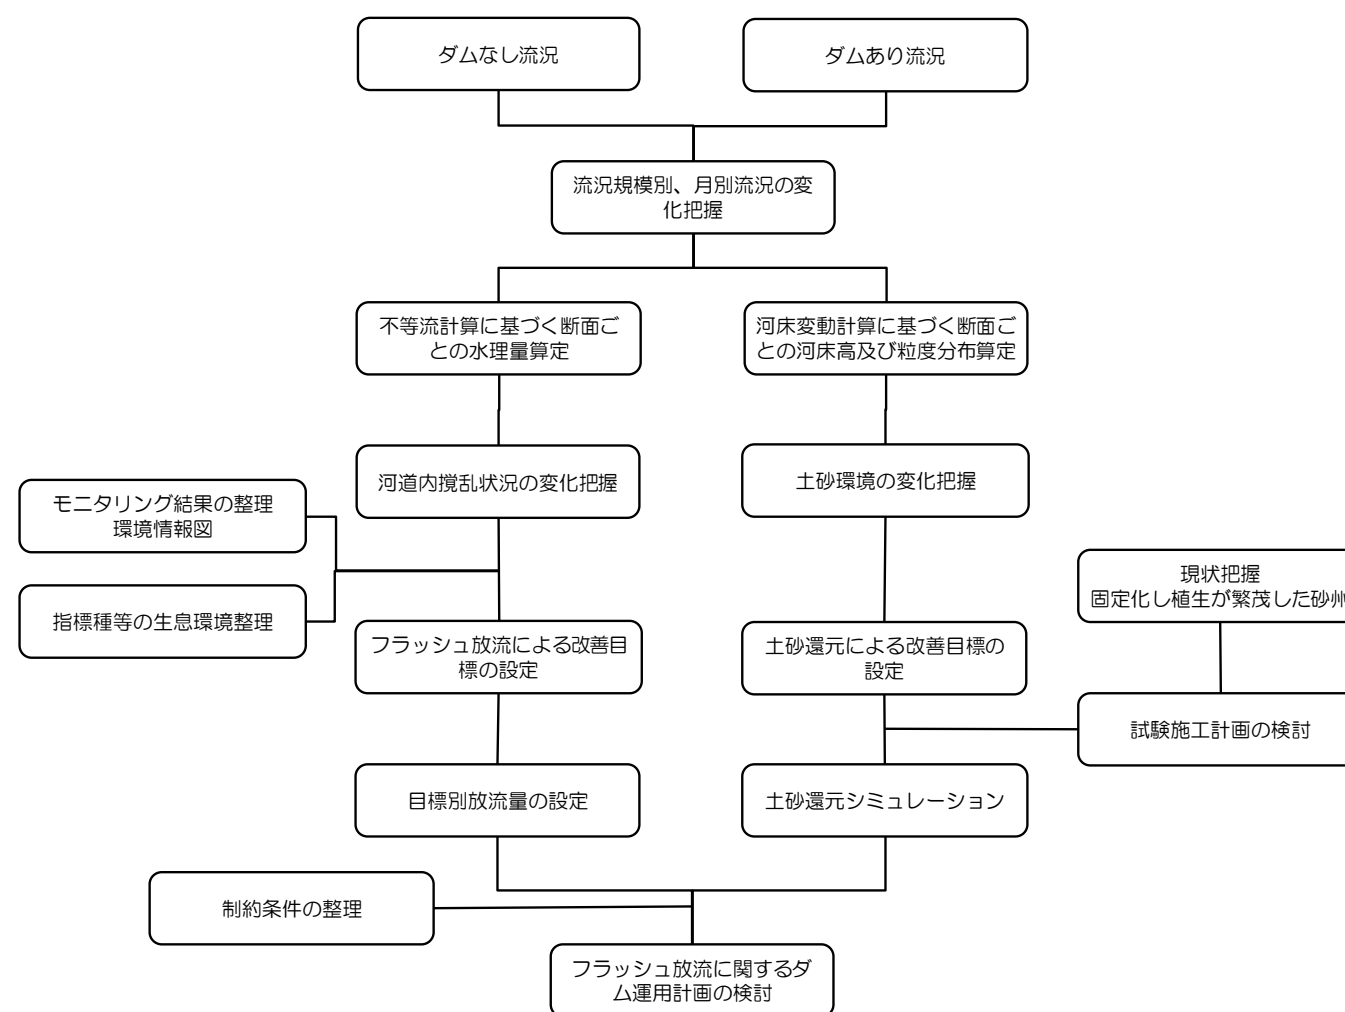 ダムなし流況
ダムあり流況
流況規模別、月別流況の変
化把握
不等流計算に基づく断面ご
との水理量算定
河床変動計算に基づく断面ご
との河床高及び粒度分布算定
河道内撹乱状況の変化把握
土砂環境の変化把握
モニタリング結果の整理
環境情報図
指標種等の生息環境整理
現状把握
固定化し植生が繁茂した砂州
フラッシュ放流による改善目
標の設定
土砂還元による改善目標の
設定
試験施工計画の検討
目標別放流量の設定
土砂還元シミュレーション
制約条件の整理
フラッシュ放流に関するダ
ム運用計画の検討